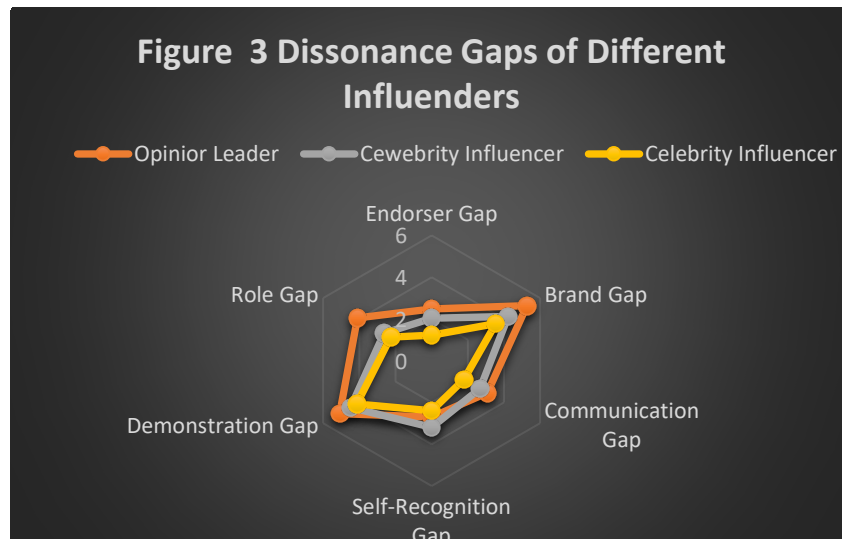 Figure 3 Dissonance Gaps of Different
Influenders
Opinior Leader Cewebrity Influencer Celebrity Influencer
Endorser Gap
6
4
2
0
Role Gap
Brand Gap
Demonstration Gap
Communication
Gap
Self-Recognition
Gap